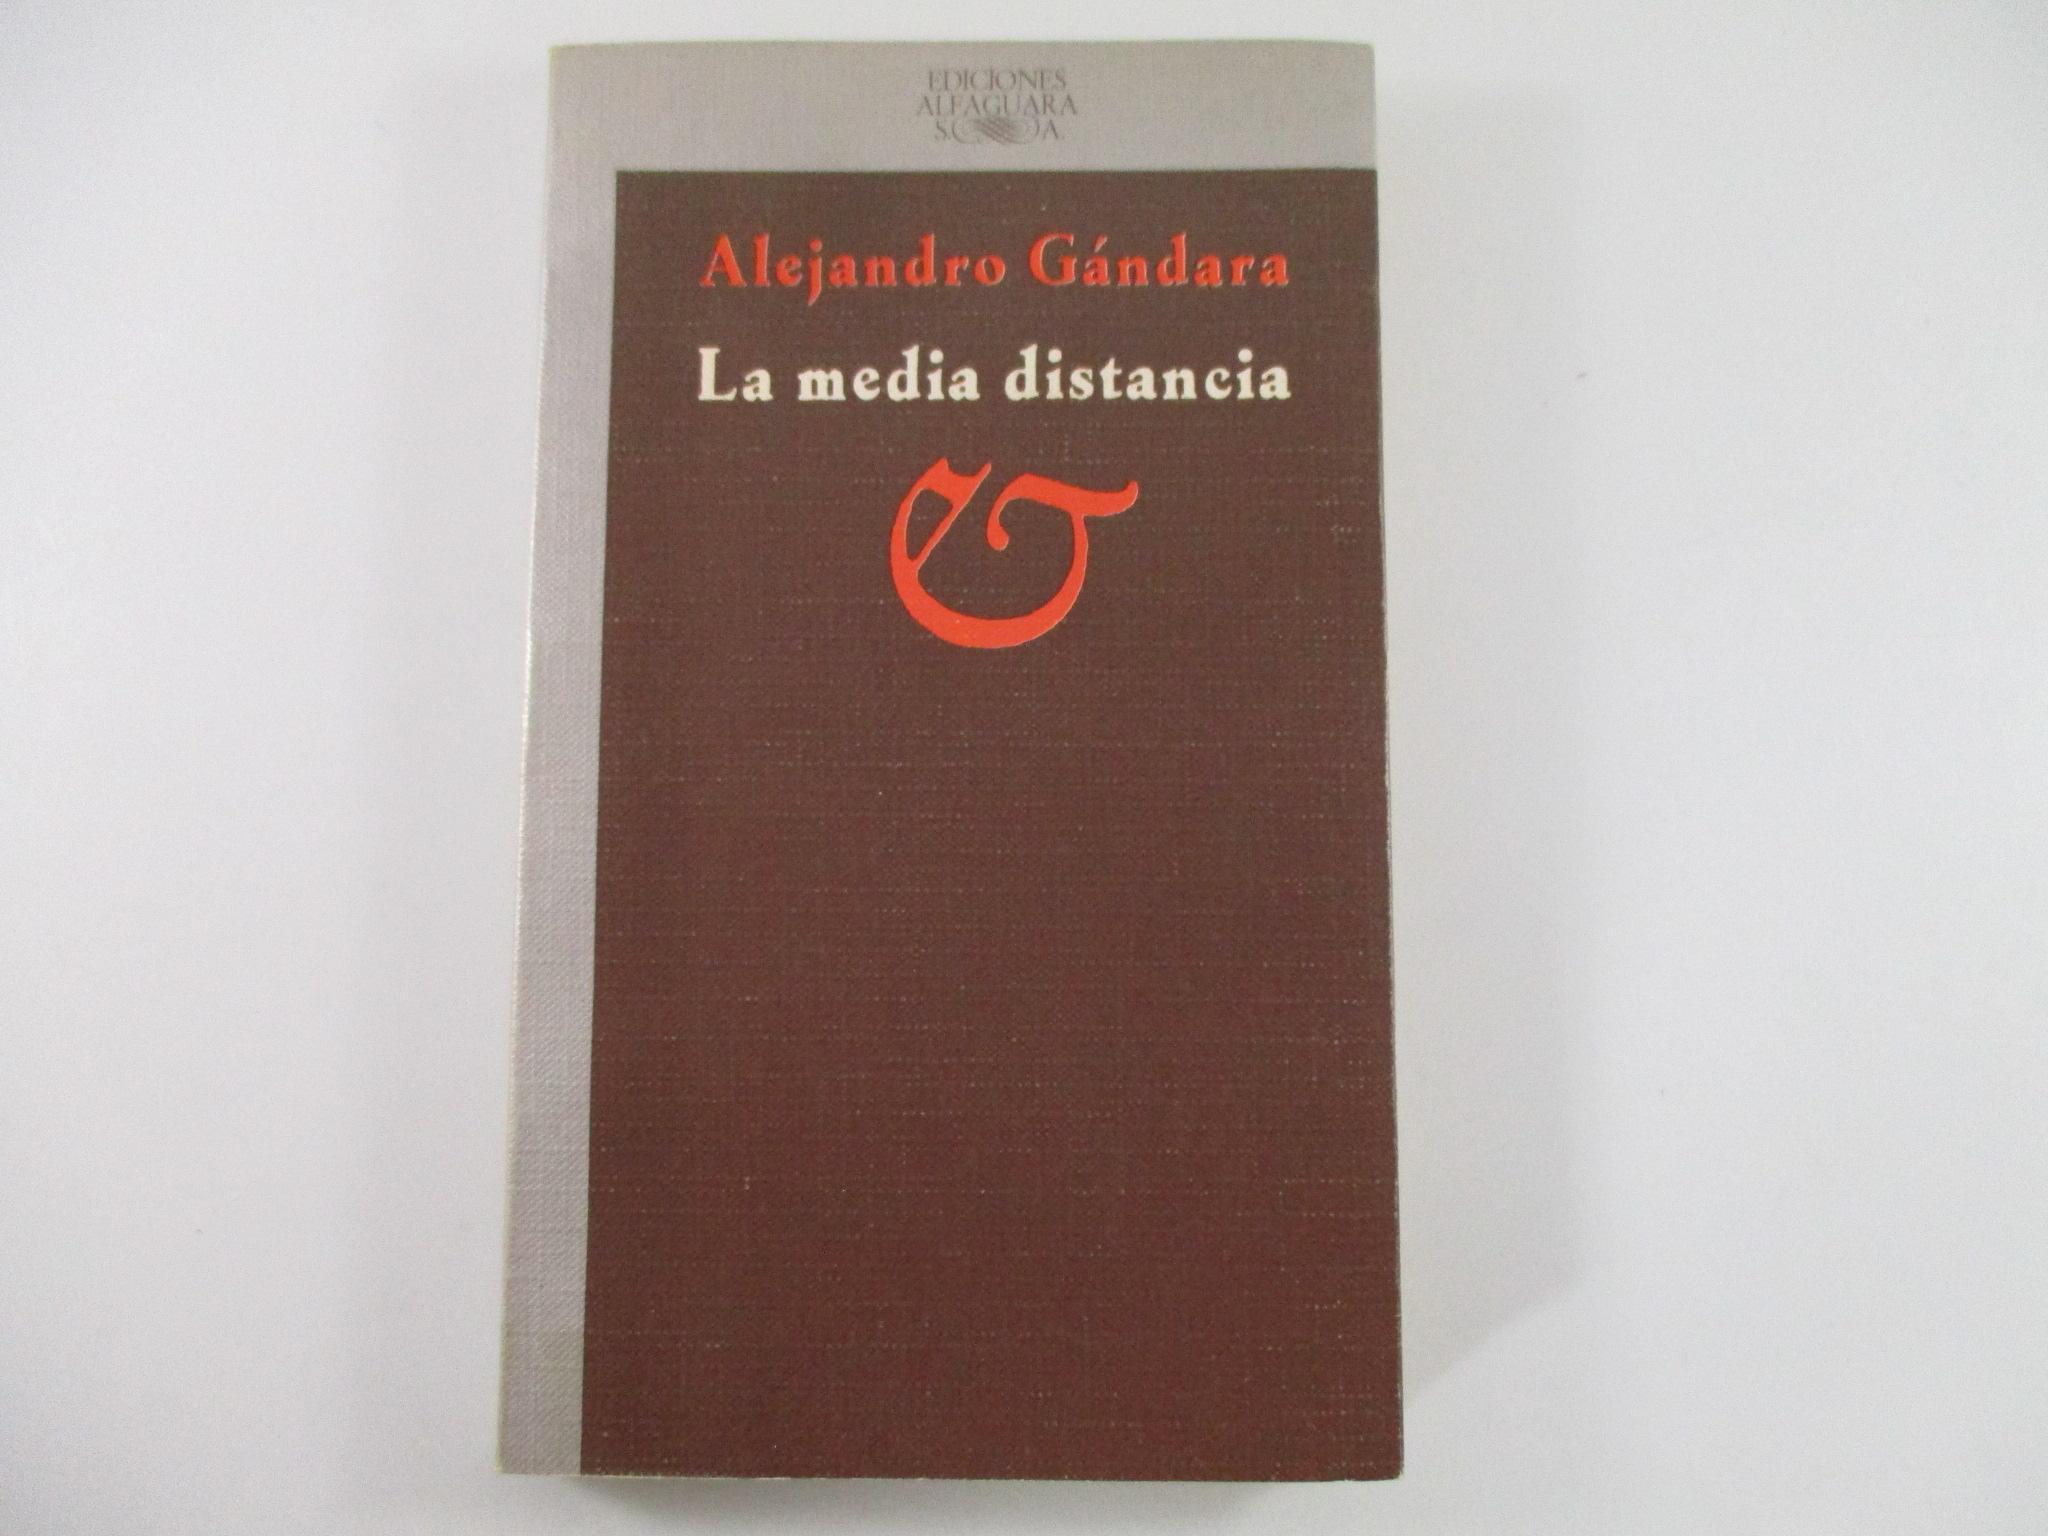 EDICIONES
ALFAGUARA
S. A.
Alejandro Gándara
La media distancia
&